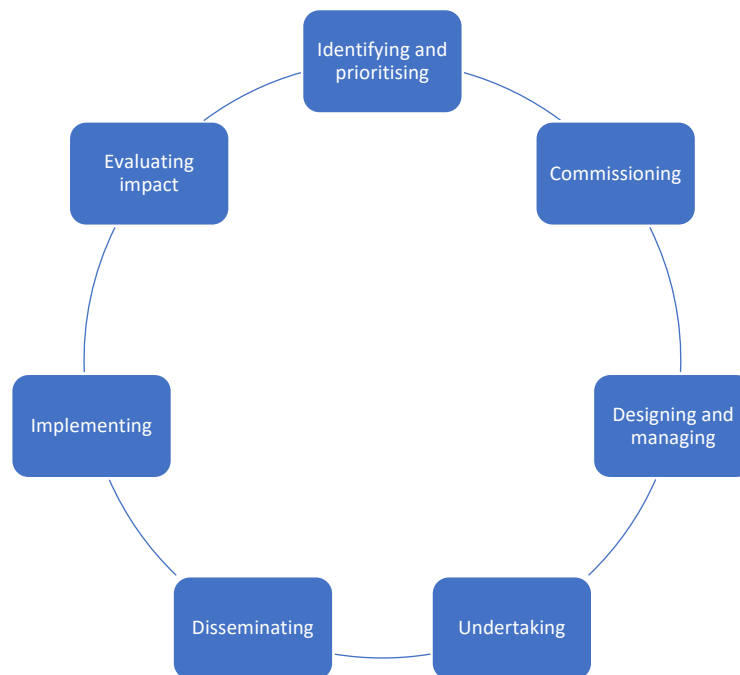 Identifying and
prioritising
Commissioning
Designing and
managing
Undertaking
Disseminating
Implementing
Evaluating
impact